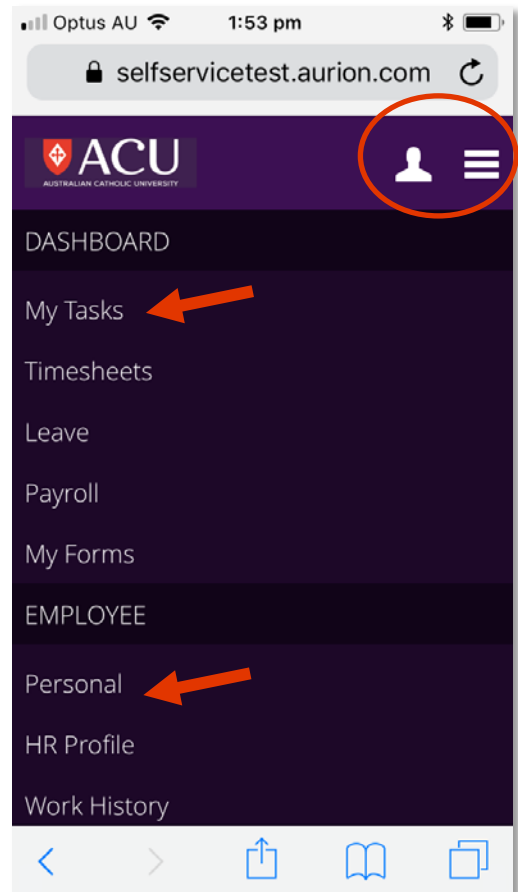 Optus AU 1:53 pm
selfservicetest.aurion.com
ACU
AUSTRALIAN CATHOLIC UNIVERSITY
DASHBOARD
My Tasks
Timesheets
Leave
Payroll
My Forms
EMPLOYEE
Personal
HR Profile
Work History